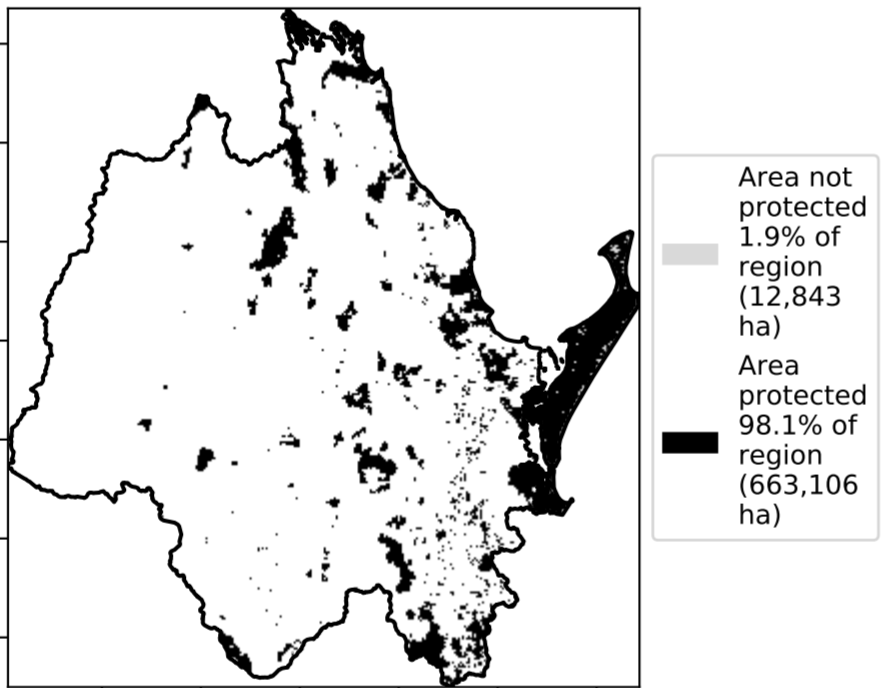 Area not
protected
1.9% of
region
(12,843
ha)
Area
protected
98.1% of
region
(663,106
ha)